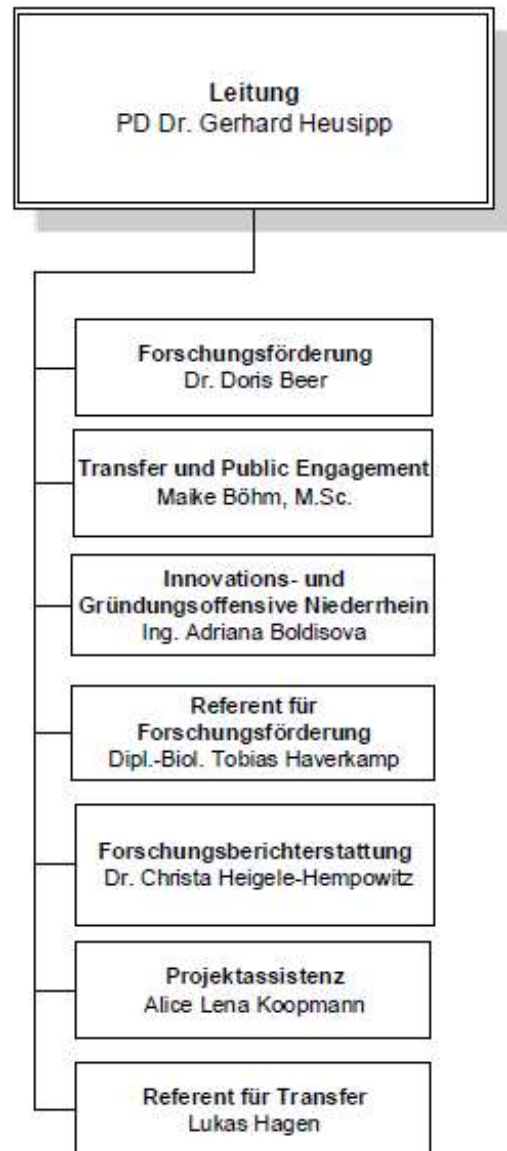 Leitung
PD Dr. Gerhard Heusipp
Forschungsförderung
Dr. Doris Beer
Transfer und Public Engagement
Maike Böhm, M.Sc.
Innovations- und
Gründungsoffensive Niederrhein
Ing. Adriana Boldisova
Referent für
Forschungsförderung
Dipl.-Biol. Tobias Haverkamp
Forschungsberichterstattung
Dr. Christa Heigele-Hempowitz
Projektassistenz
Alice Lena Koopmann
Referent für Transfer
Lukas Hagen